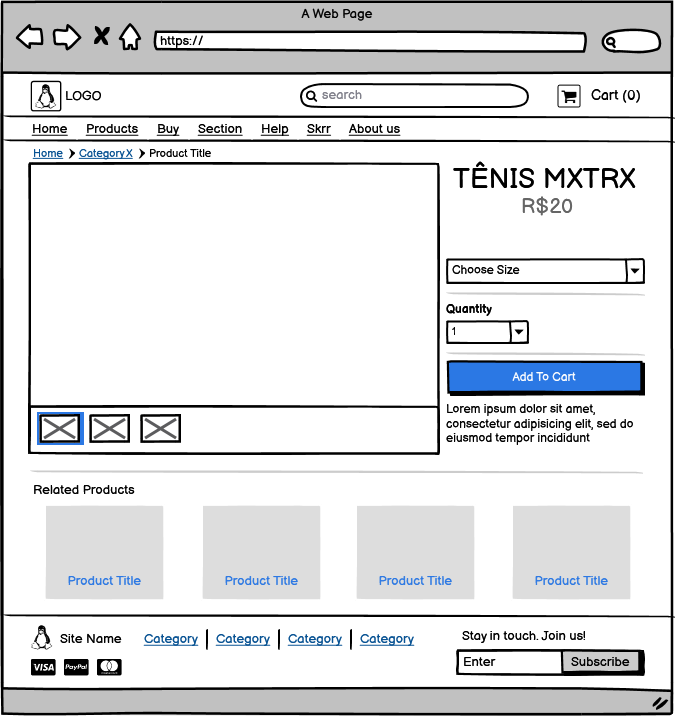 A Web Page
https://
LOGO
search
Cart (0)
Home Products Buy Section Help Skrr About us
Home Category X Product Title
TÊNIS MXTRX
R$20
Choose Size
Quantity
1
Add To Cart
Lorem ipsum dolor sit amet,
consectetur adipisicing elit, sed do
eiusmod tempor incididunt
Related Products
Product Title Product Title Product Title Product Title
Site Name Category Category Category Category
Stay in touch. Join us!
VISA PayPal
Enter Subscribe